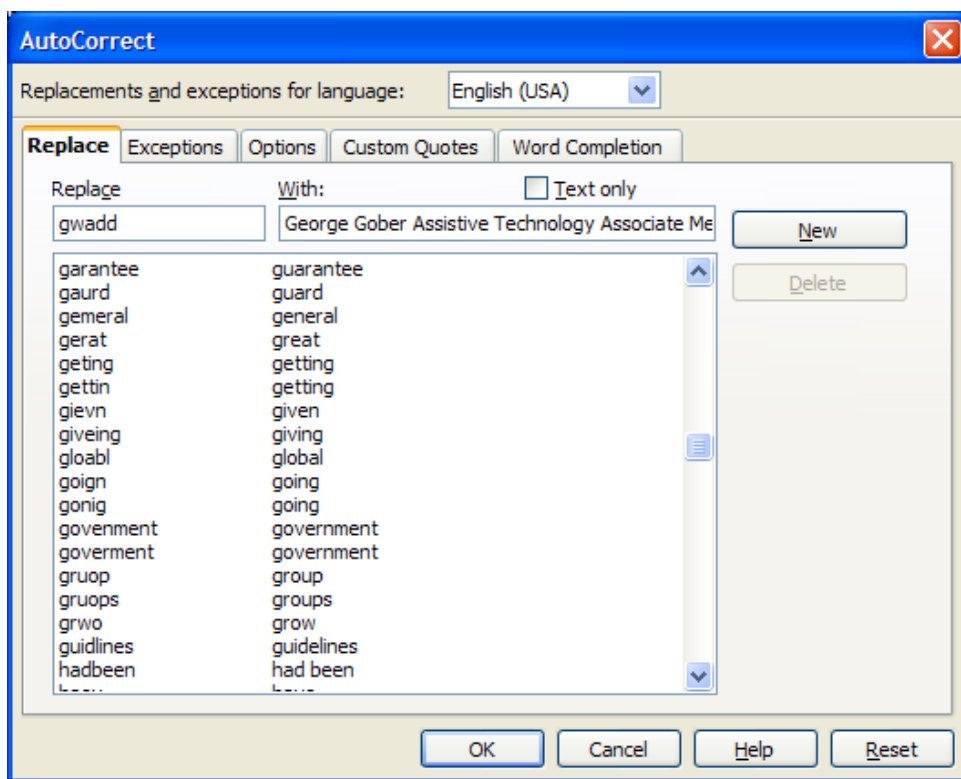 AutoCorrect
Replacements and exceptions for language: English (USA)
Replace Exceptions Options Custom Quotes Word Completion
Replace With: Text only
gwadd George Gober Assistive Technology Associate Me New
garantee guarantee
Delete
gaurd guard
gemeral general
gerat great
geting getting
gettin getting
gievn given
giveing giving
gloabl global
goign going
gonig going
govenment government
goverment government
gruop group
gruops groups
grwo grow
guidlines guidelines
hadbeen had been
OK Cancel Help Reset